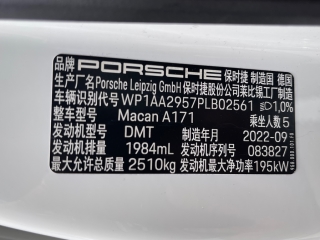 品牌 PORSCHE 保时捷 制造国 德国
生产厂名 Porsche Leipzig GmbH 保时捷股份公司莱比锡工厂制造
车辆识别代号 WP1AA2957PLB02561 1,0%
整车型号 Macan A171 乘坐人数 5
发动机型号 DMT 制造年月 2022-09
发动机排量 1984mL 发动机序列号 083827
最大允许总质量 2510kg 发动机最大净功率 195kW